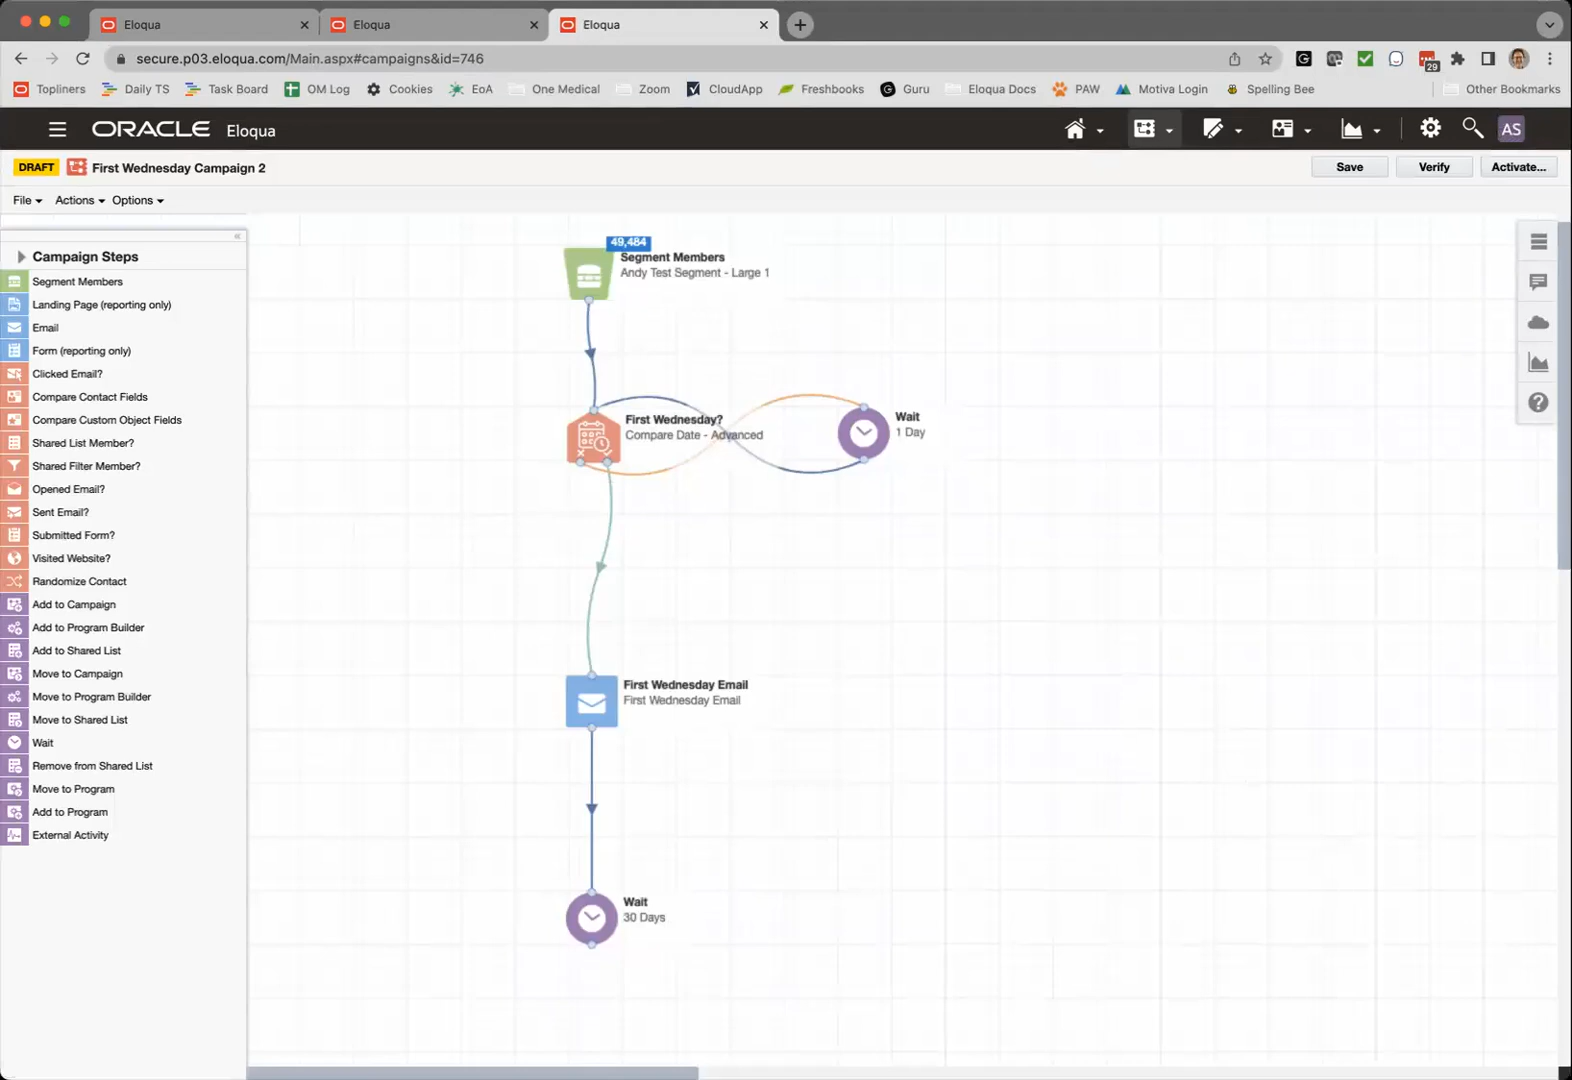 Eloqua
Eloqua
Eloqua
secure.p03.eloqua.com/Main.aspx#campaigns&id=746
29
Topliners
Daily TS
Task Board
OM Log
Cookies
EoA
One Medical
Zoom
CloudApp
Freshbooks
Guru
Eloqua Docs
PAW
Motiva Login
Spelling Bee
Other Bookmarks
ORACLE Eloqua
AS
DRAFT
First Wednesday Campaign 2
Save
Verify
Activate...
File
Actions
Options
Campaign Steps
Segment Members
Landing Page (reporting only)
Email
Form (reporting only)
Clicked Email?
Compare Contact Fields
Compare Custom Object Fields
Shared List Member?
Shared Filter Member?
Opened Email?
Sent Email?
Submitted Form?
Visited Website?
Randomize Contact
Add to Campaign
Add to Program Builder
Add to Shared List
Move to Campaign
Move to Program Builder
Move to Shared List
Wait
Remove from Shared List
Move to Program
Add to Program
External Activity
49,484
Segment Members
Andy Test Segment - Large 1
First Wednesday?
Compare Date - Advanced
Wait
1 Day
First Wednesday Email
First Wednesday Email
Wait
30 Days